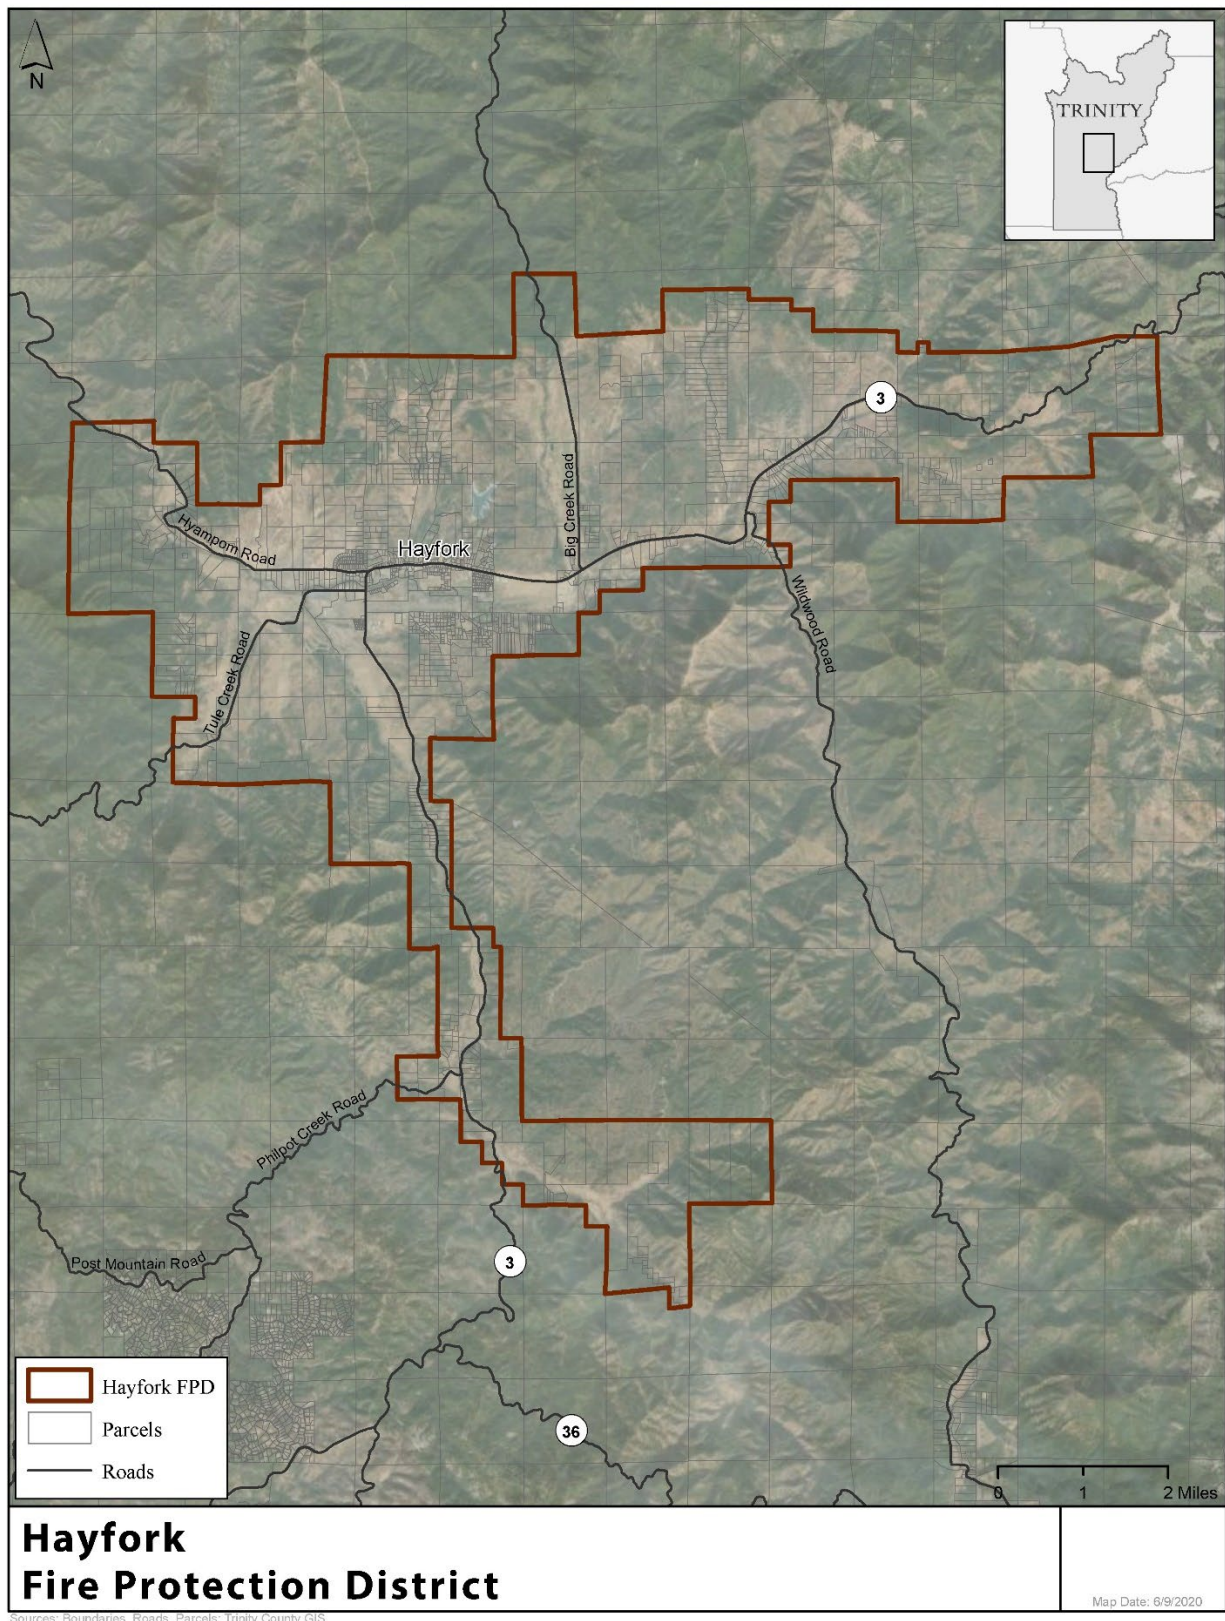 N
TRINITY
3
Big Creek Road
Hyampom Road
Hayfork
Wildwood Road
Tule Creek Road
Philpot Creek Road
Post Mountain Road
3
36
Hayfork FPD
Parcels
Roads
0 1 2 Miles
Hayfork
Fire Protection District
Map Date: 6/9/2020
Sources: Boundaries, Roads, Parcels: Trinity County GIS